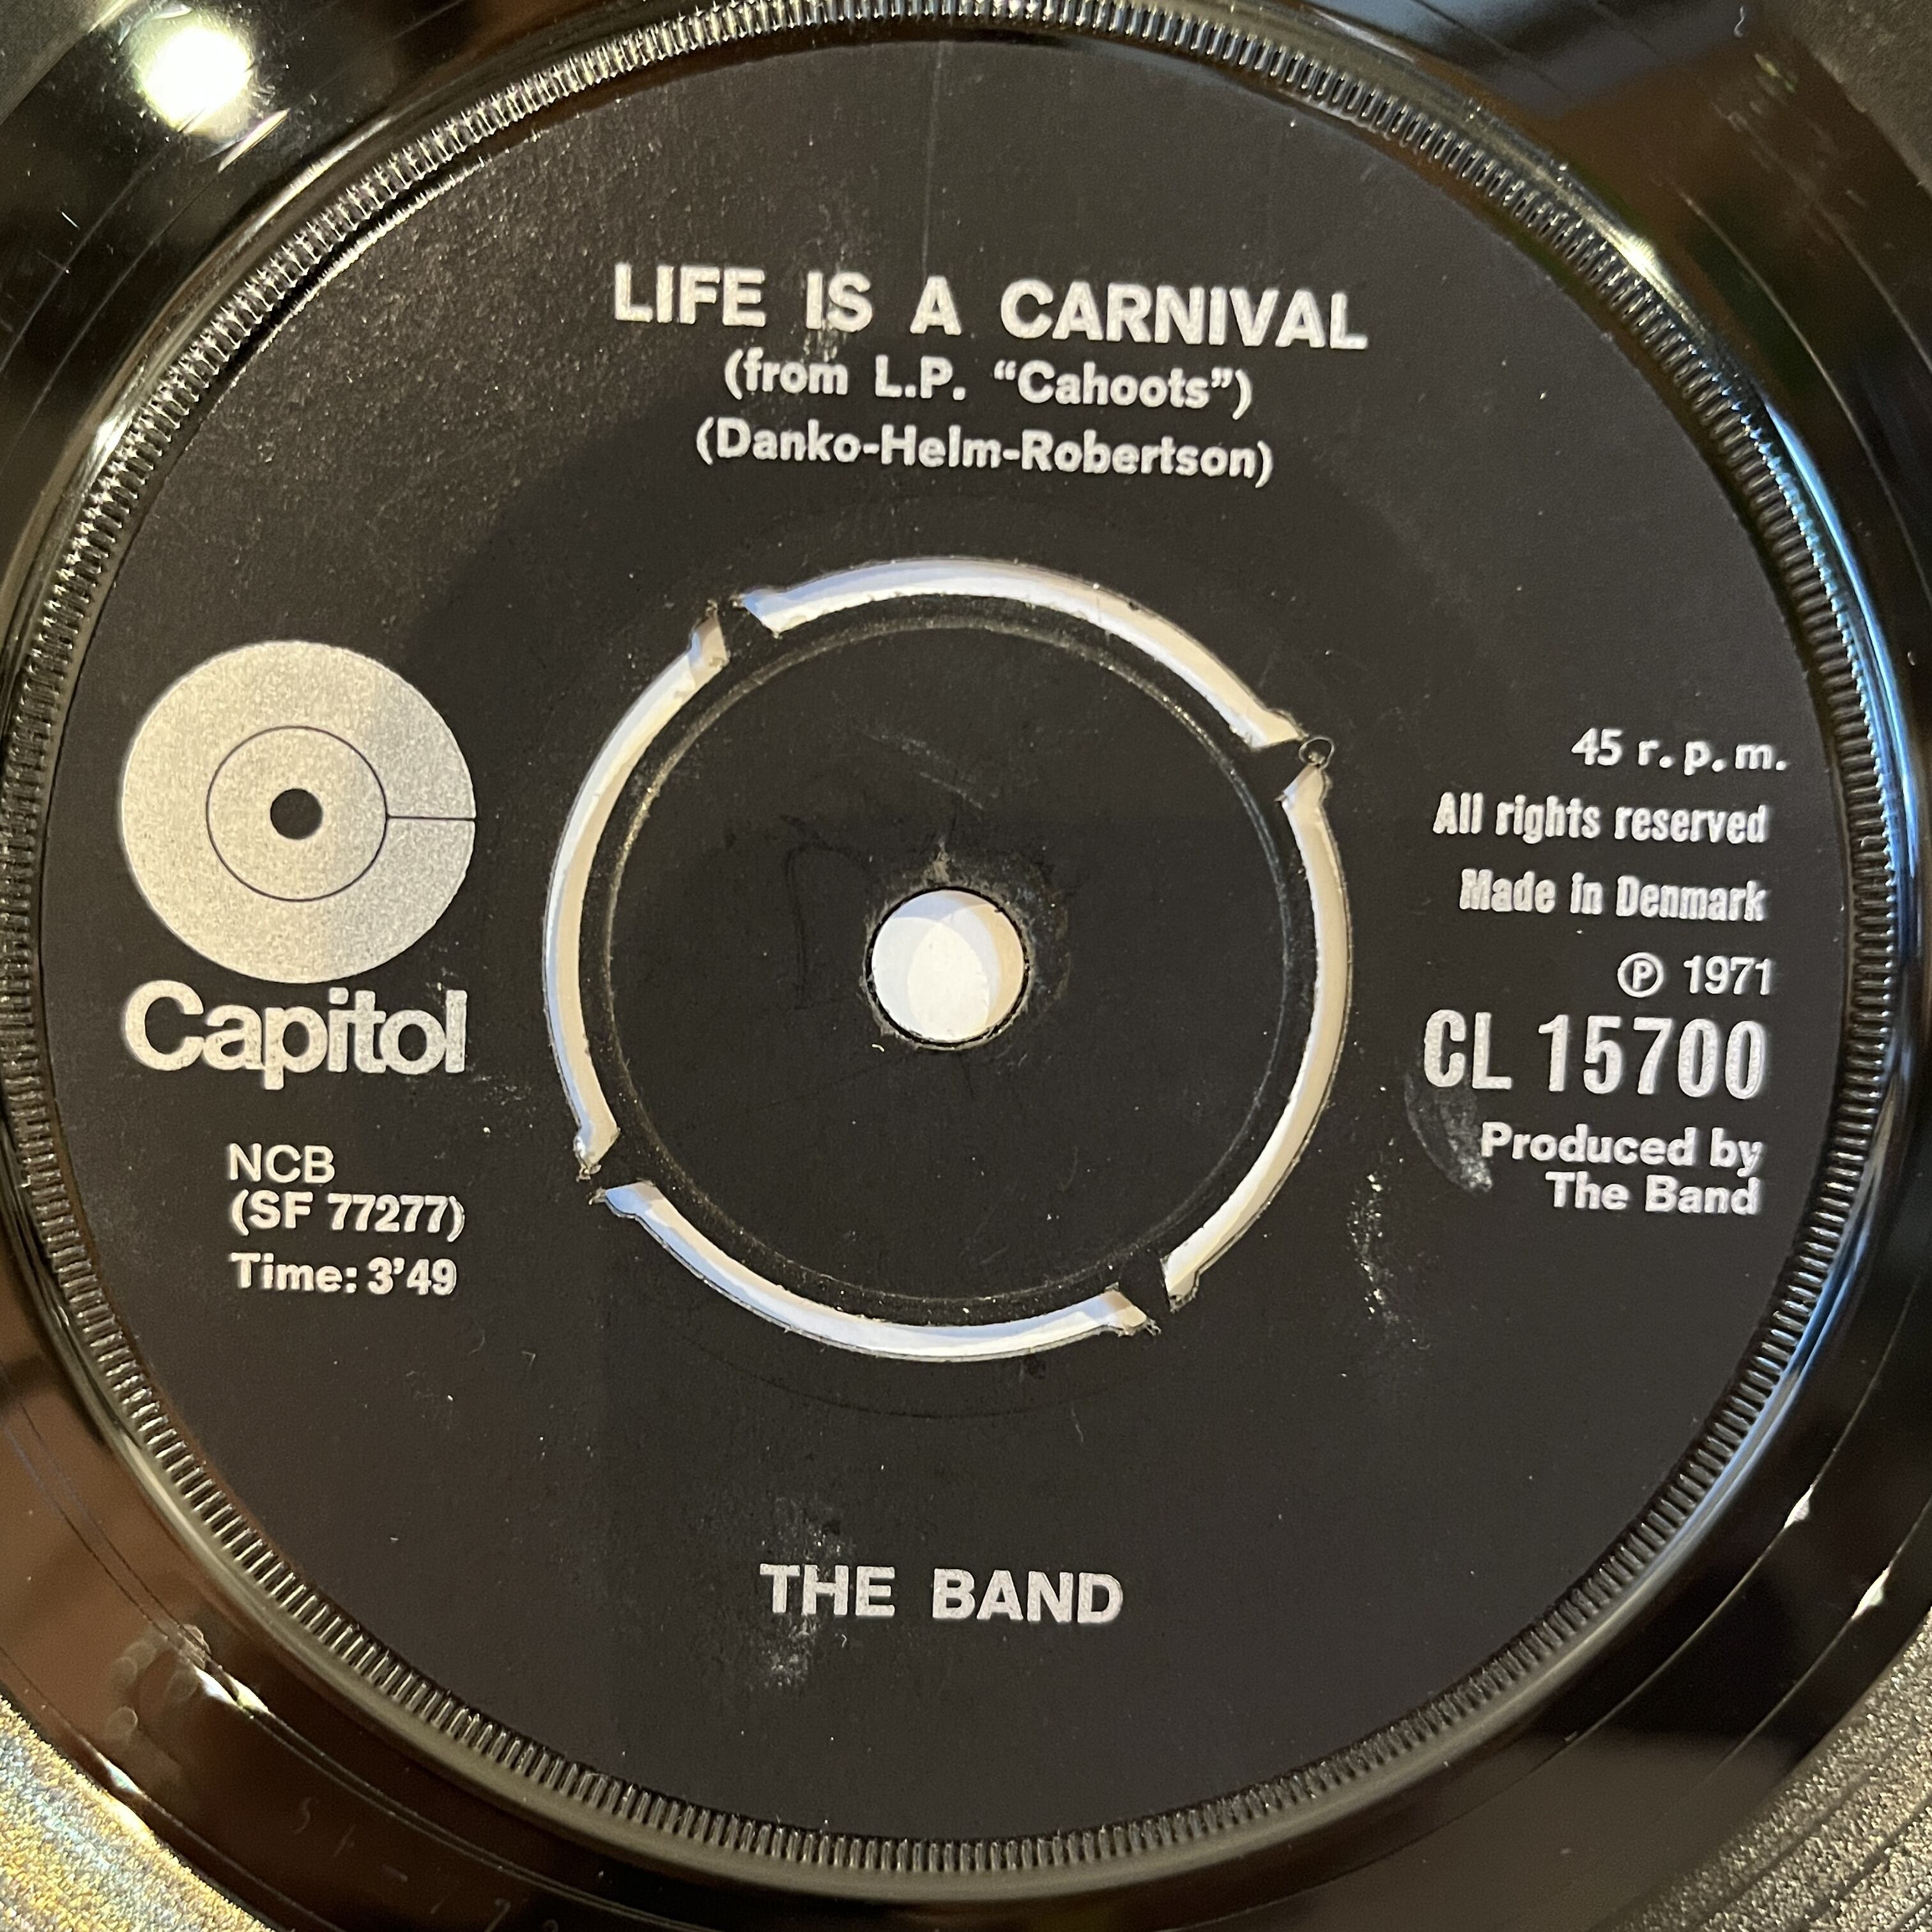 LIFE IS A CARNIVAL
(from L.P. “Cahoots”)
(Danko-Helm-Robertson)
Capitol
NCB
(SF 77277)
Time: 3’49
45 r.p.m.
All rights reserved
Made in Denmark
℗ 1971
CL 15700
Produced by
The Band
THE BAND